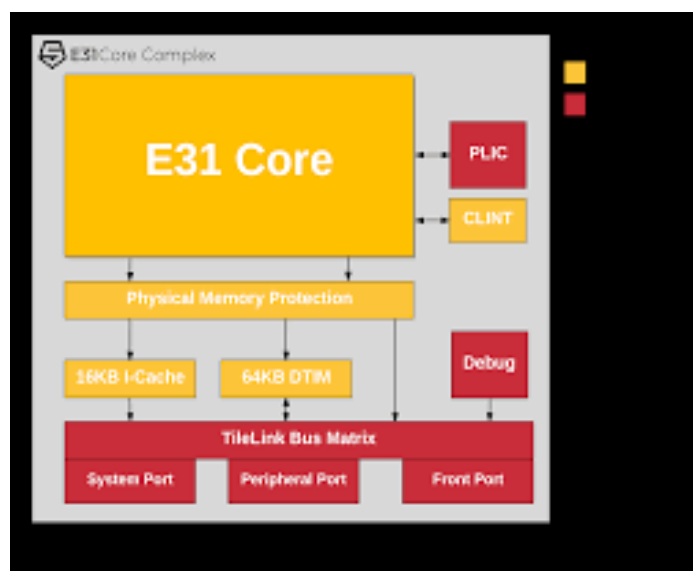 E31 Core Complex
E31 Core
PLIC
CLINT
Physical Memory Protection
16KB I-Cache
64KB DTIM
Debug
TileLink Bus Matrix
System Port
Peripheral Port
Front Port